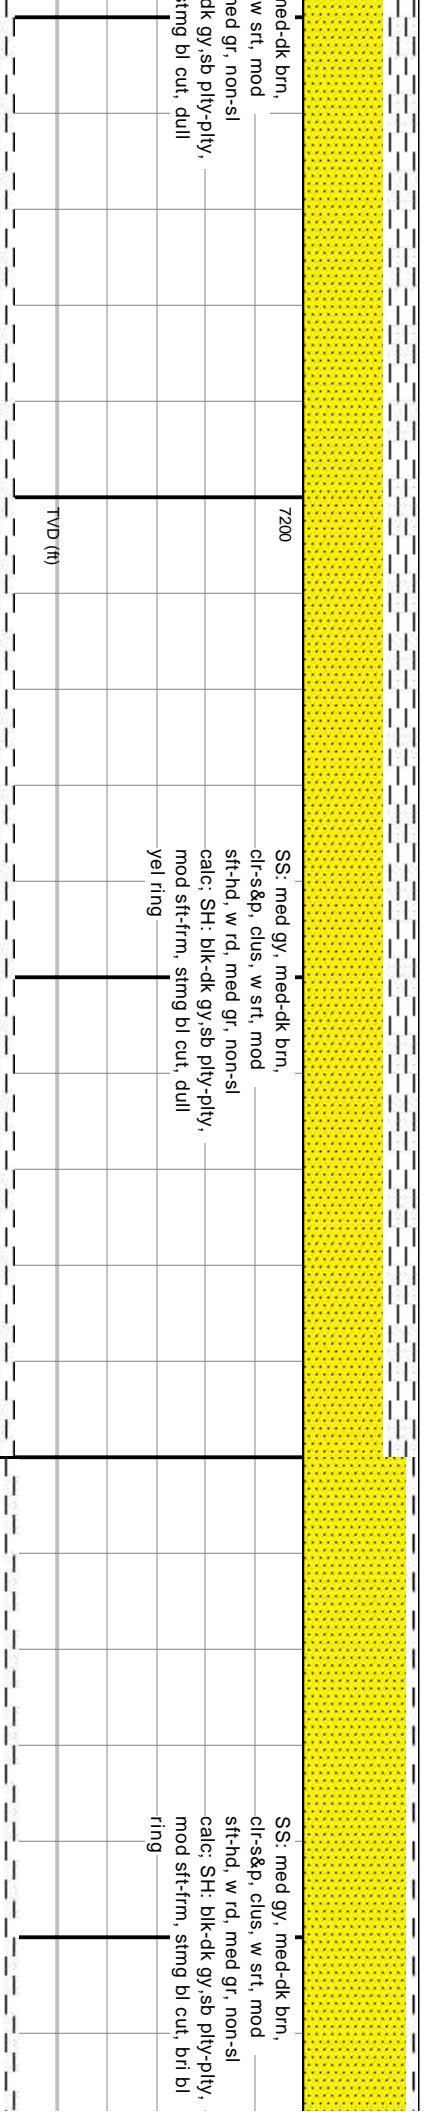 med-dk brn,
w srt, mod
med gr, non-sl
dk gy,sb plty-plty,
stmg bl cut, dull
7200
TVD (ft)
SS: med gy, med-dk brn,
clr-s&p, clus, w srt, mod
sft-hd, w rd, med gr, non-sl
calc; SH: blk-dk gy,sb plty-plty,
mod sft-frm, stmg bl cut, dull
yel ring
SS: med gy, med-dk brn,
clr-s&p, clus, w srt, mod
sft-hd, w rd, med gr, non-sl
calc; SH: blk-dk gy,sb plty-plty,
mod sft-frm, stmg bl cut, bri bl
ring